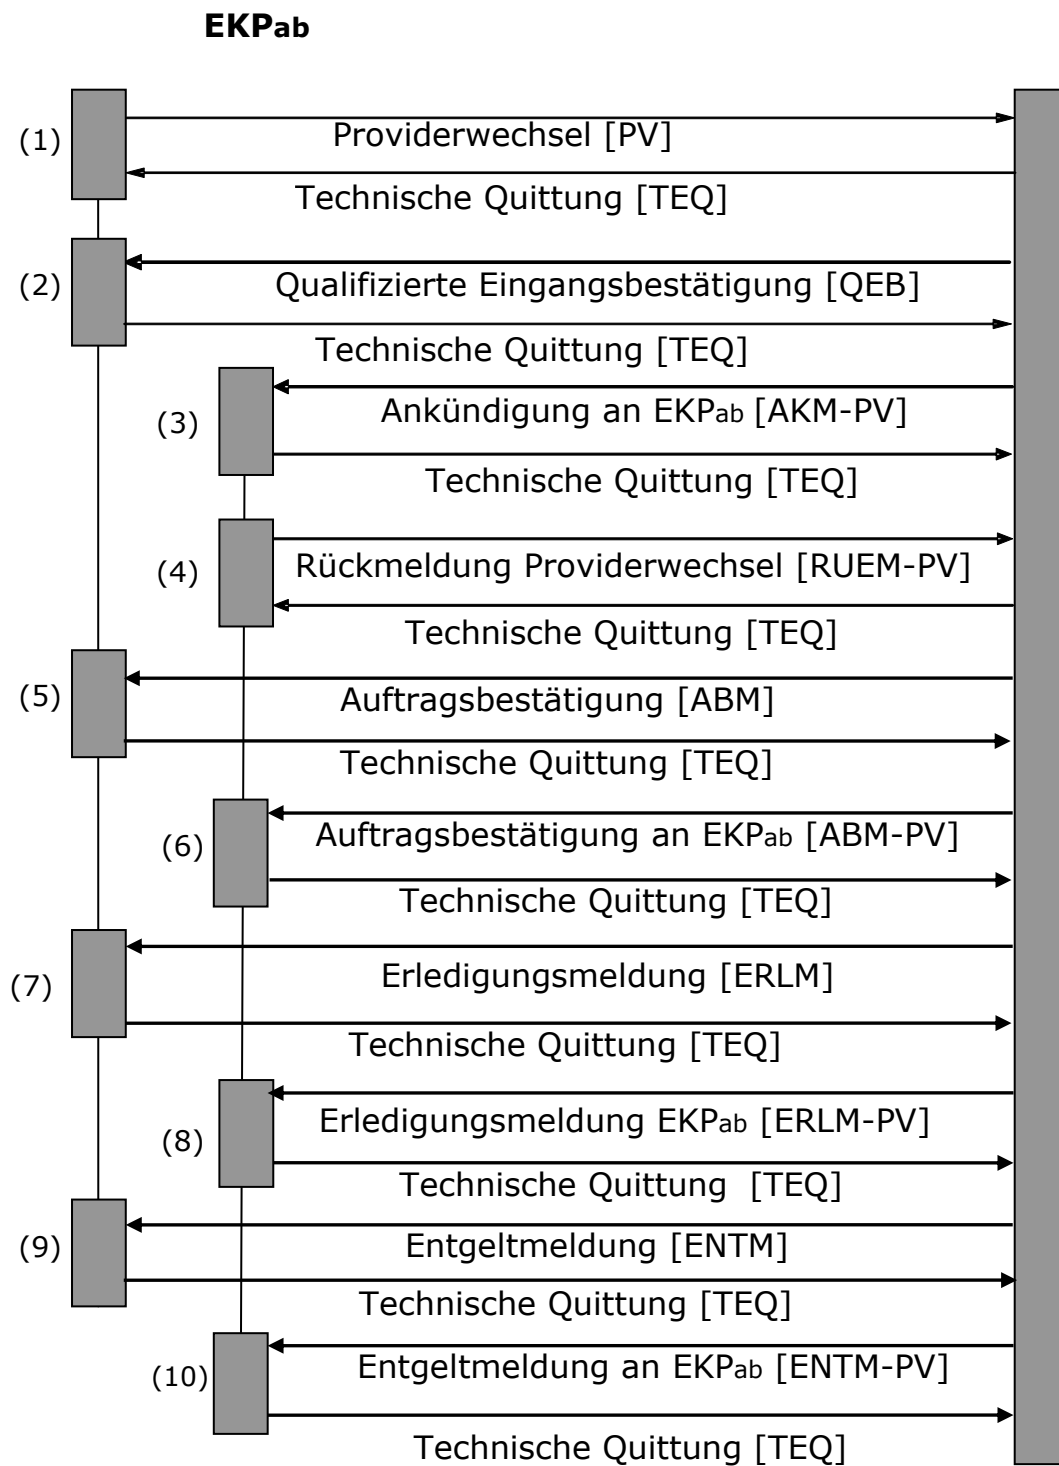 EKPab
(1)
Providerwechsel [PV]
Technische Quittung [TEQ]
(2)
Qualifizierte Eingangsbestätigung [QEB]
Technische Quittung [TEQ]
(3)
Ankündigung an EKPab [AKM-PV]
Technische Quittung [TEQ]
(4)
Rückmeldung Providerwechsel [RUEM-PV]
Technische Quittung [TEQ]
(5)
Auftragsbestätigung [ABM]
Technische Quittung [TEQ]
(6)
Auftragsbestätigung an EKPab [ABM-PV]
Technische Quittung [TEQ]
(7)
Erledigungsmeldung [ERLM]
Technische Quittung [TEQ]
(8)
Erledigungsmeldung EKPab [ERLM-PV]
Technische Quittung [TEQ]
(9)
Entgeltmeldung [ENTM]
Technische Quittung [TEQ]
(10)
Entgeltmeldung an EKPab [ENTM-PV]
Technische Quittung [TEQ]